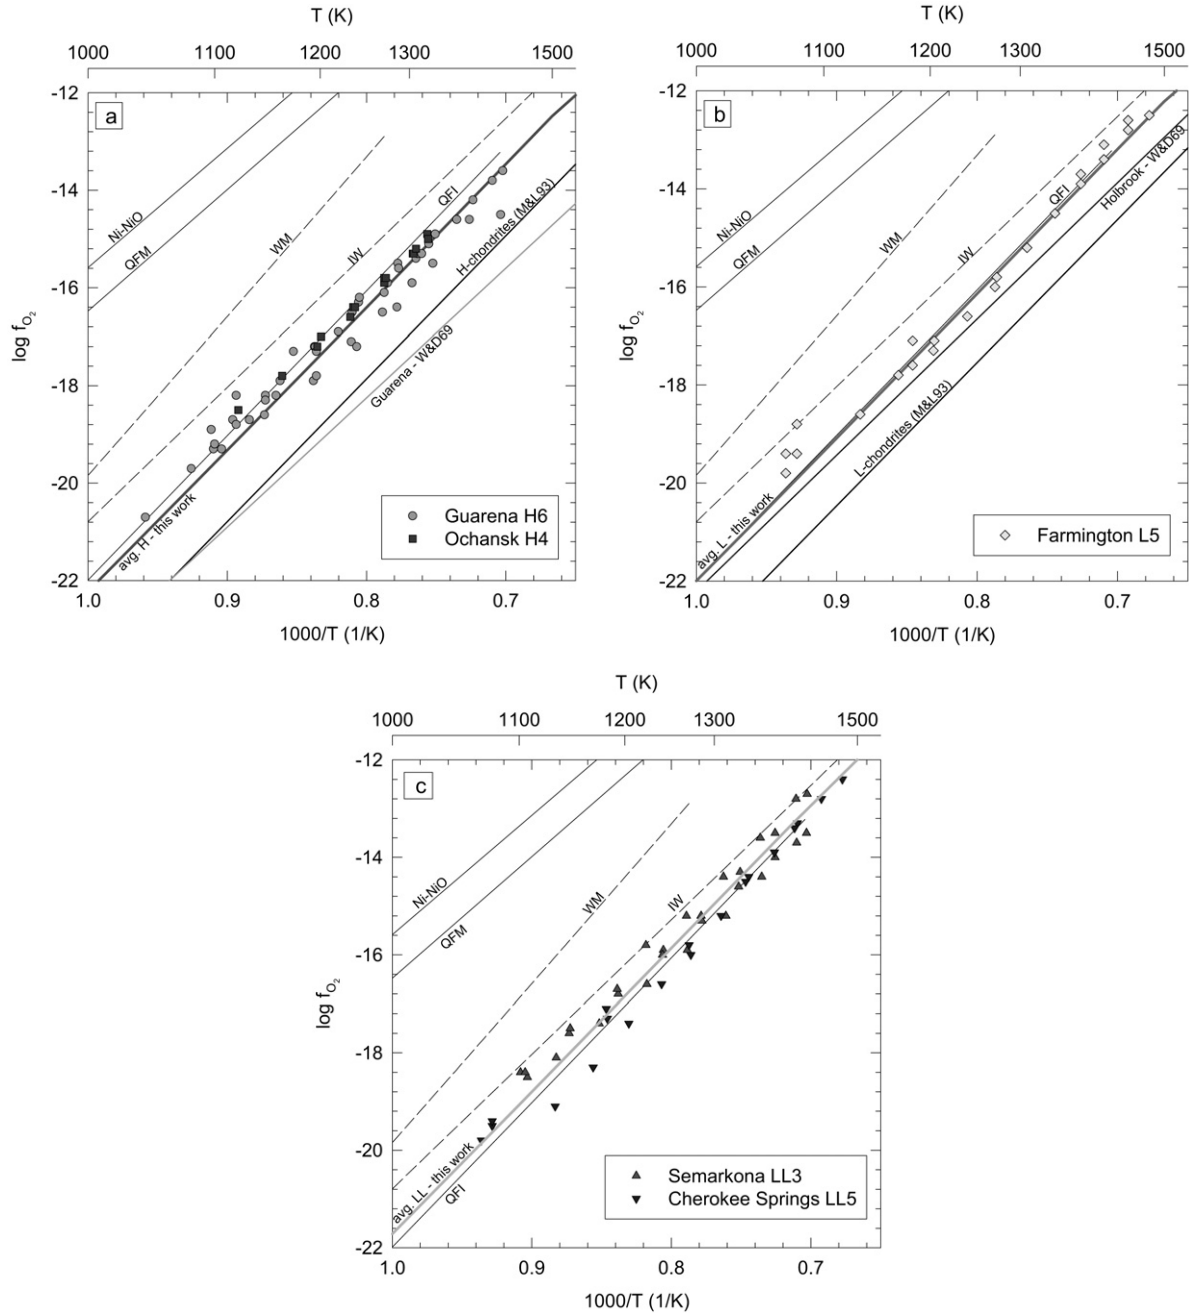 T (K)
1000 1100 1200 1300 1500
a
-12
-14
-16
-18
-20
-22
log fO2
Ni-NiO
QFM
WM
IW
QFI
H-chondrites (M&L93)
Guarena - W&D69
avg. H - this work
Guarena H6
Ochansk H4
1.0 0.9 0.8 0.7
1000/T (1/K)
T (K)
1000 1100 1200 1300 1500
b
-12
-14
-16
-18
-20
-22
log fO2
Ni-NiO
QFM
WM
IW
QFI
Holbrook - W&D69
L-chondrites (M&L93)
avg. L - this work
Farmington L5
1.0 0.9 0.8 0.7
1000/T (1/K)
T (K)
1000 1100 1200 1300 1500
c
-12
-14
-16
-18
-20
-22
log fO2
Ni-NiO
QFM
WM
IW
avg. LL - this work
QFI
Semarkona LL3
Cherokee Springs LL5
1.0 0.9 0.8 0.7
1000/T (1/K)